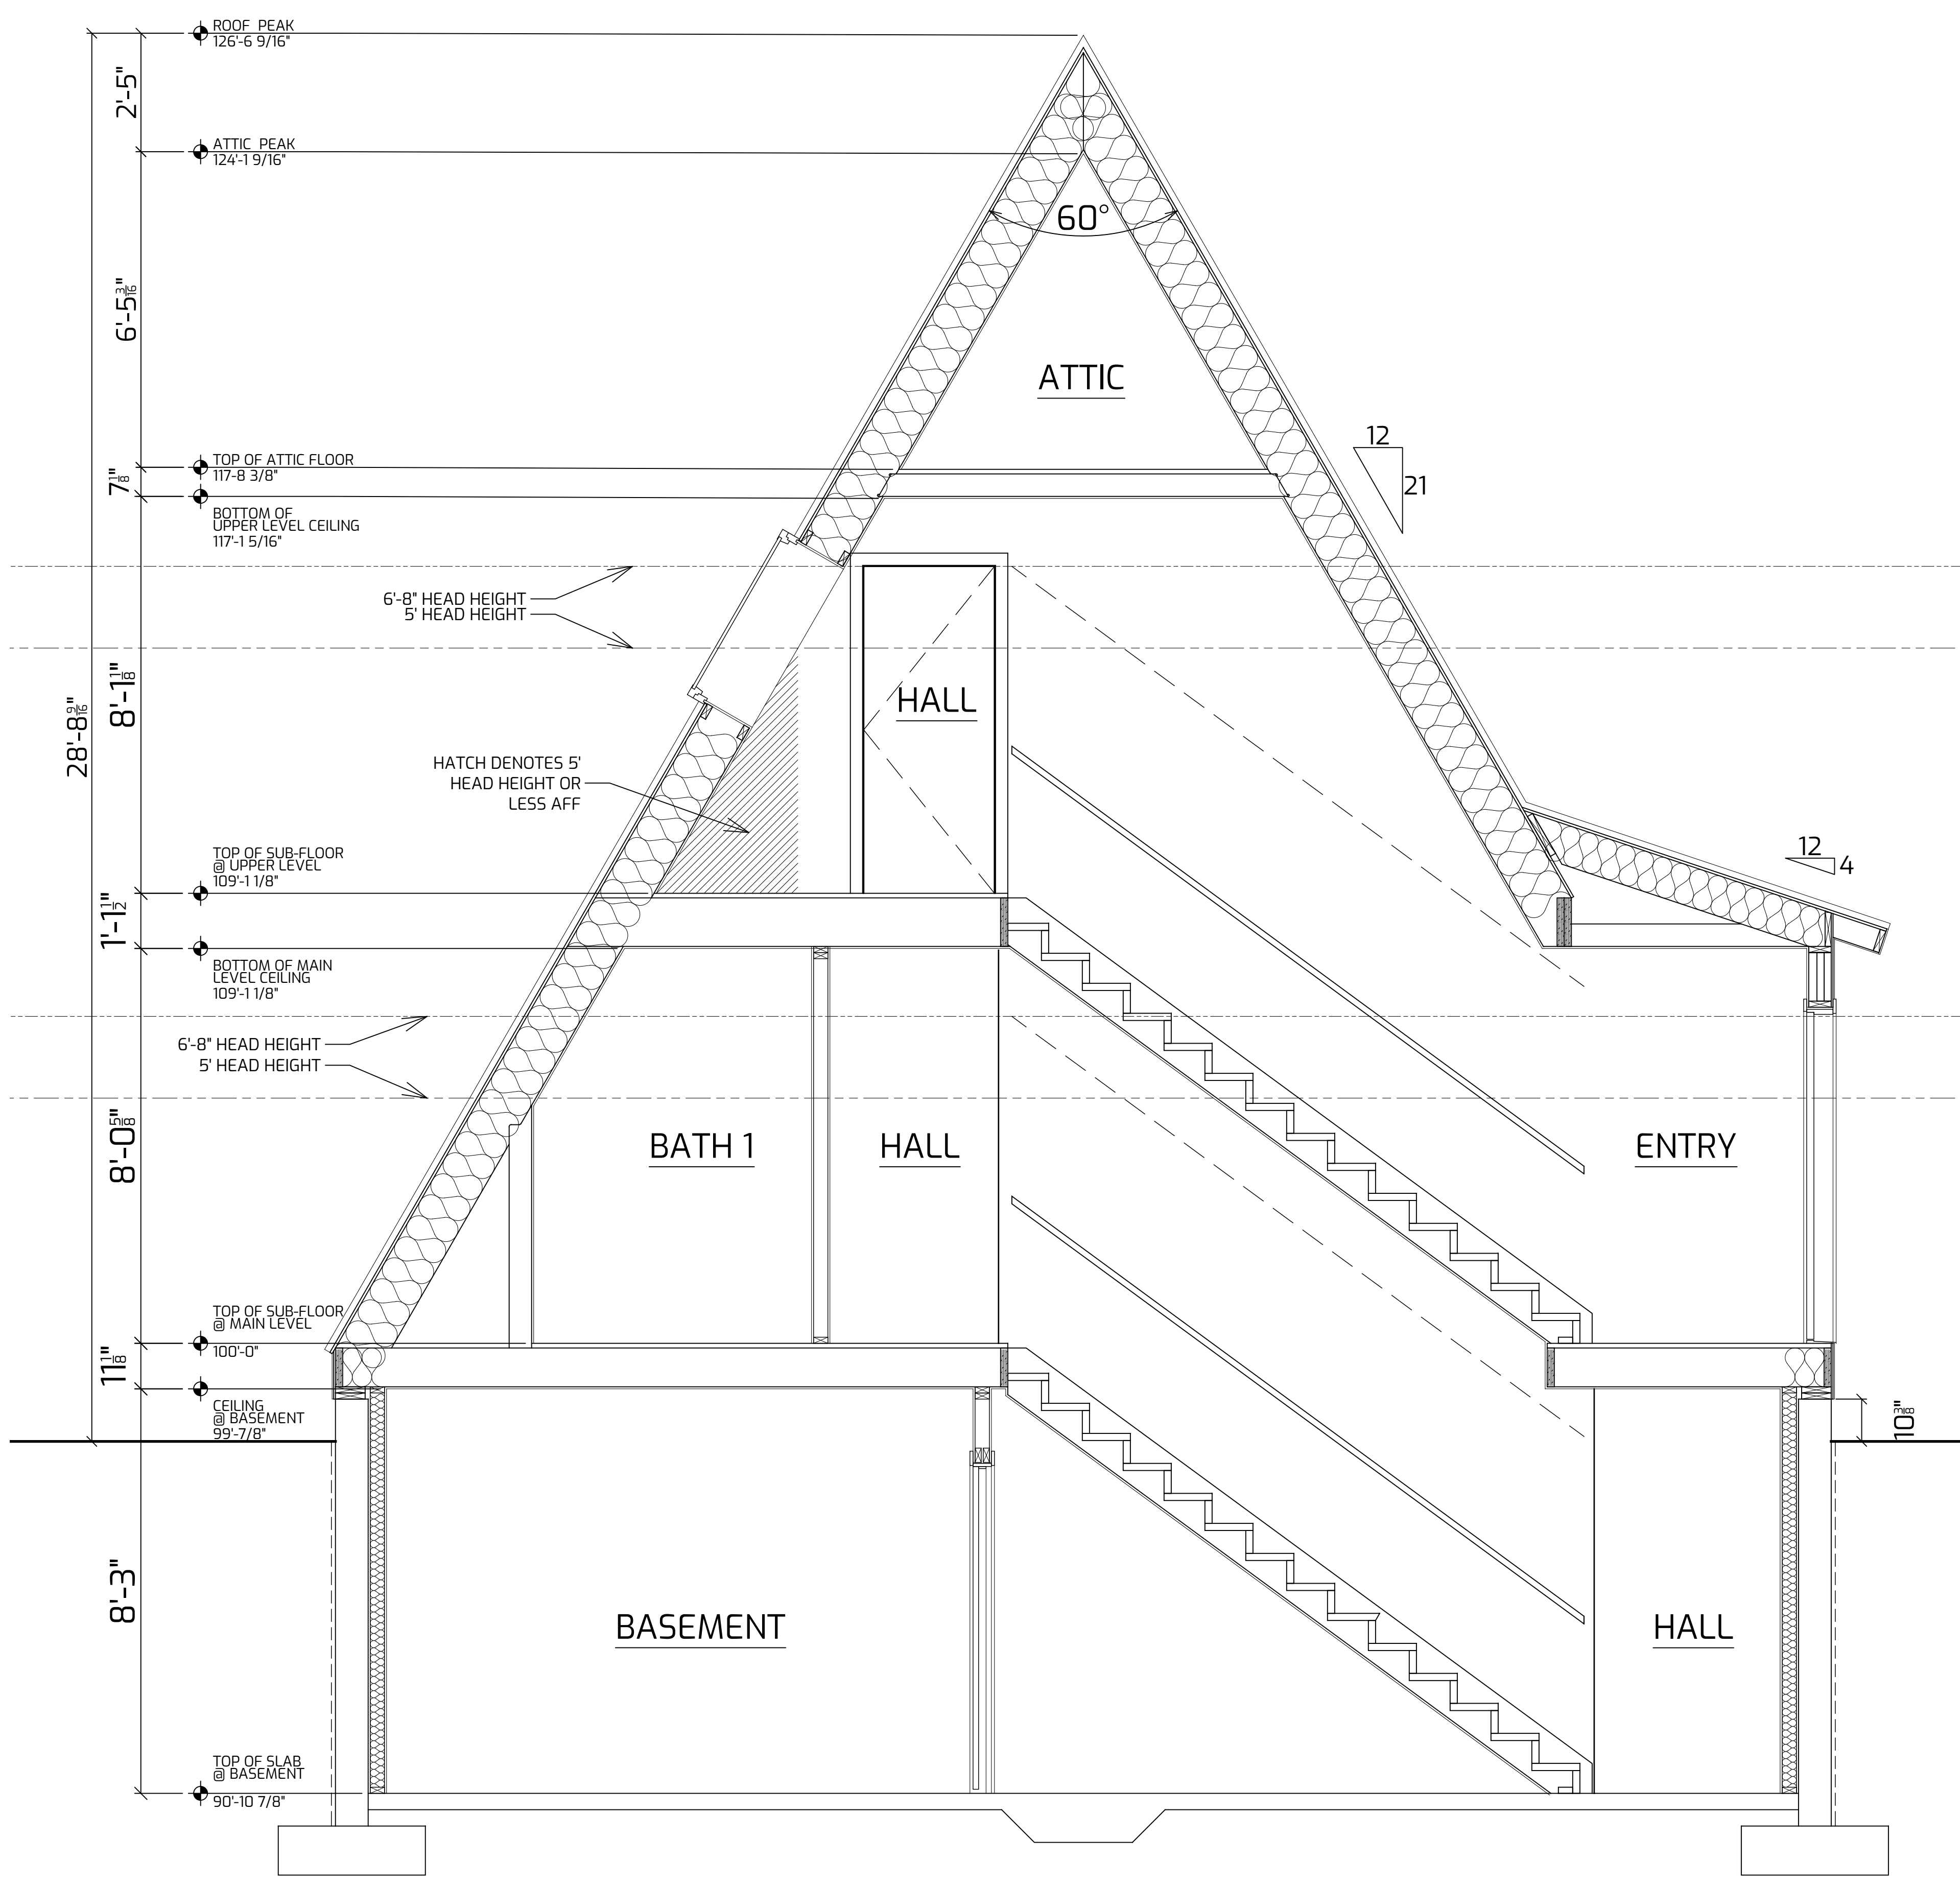 ROOF PEAK
126'-6 9/16"
2'-5"
ATTIC PEAK
124'-1 9/16"
60°
6'-5 3/16"
ATTIC
12
21
TOP OF ATTIC FLOOR
117-8 3/8"
7 1/8"
BOTTOM OF
UPPER LEVEL CEILING
117'-1 5/16"
6'-8" HEAD HEIGHT
5' HEAD HEIGHT
8'-1 1/8"
28'-8 9/16"
HALL
HATCH DENOTES 5'
HEAD HEIGHT OR
LESS AFF
12
4
TOP OF SUB-FLOOR
@ UPPER LEVEL
109'-1 1/8"
1'-1 1/2"
BOTTOM OF MAIN
LEVEL CEILING
109'-1 1/8"
6'-8" HEAD HEIGHT
5' HEAD HEIGHT
8'-0 5/8"
BATH 1
HALL
ENTRY
TOP OF SUB-FLOOR
@ MAIN LEVEL
100'-0"
11 1/8"
CEILING
@ BASEMENT
99'-7/8"
10 3/8"
8'-3"
BASEMENT
HALL
TOP OF SLAB
@ BASEMENT
90'-10 7/8"